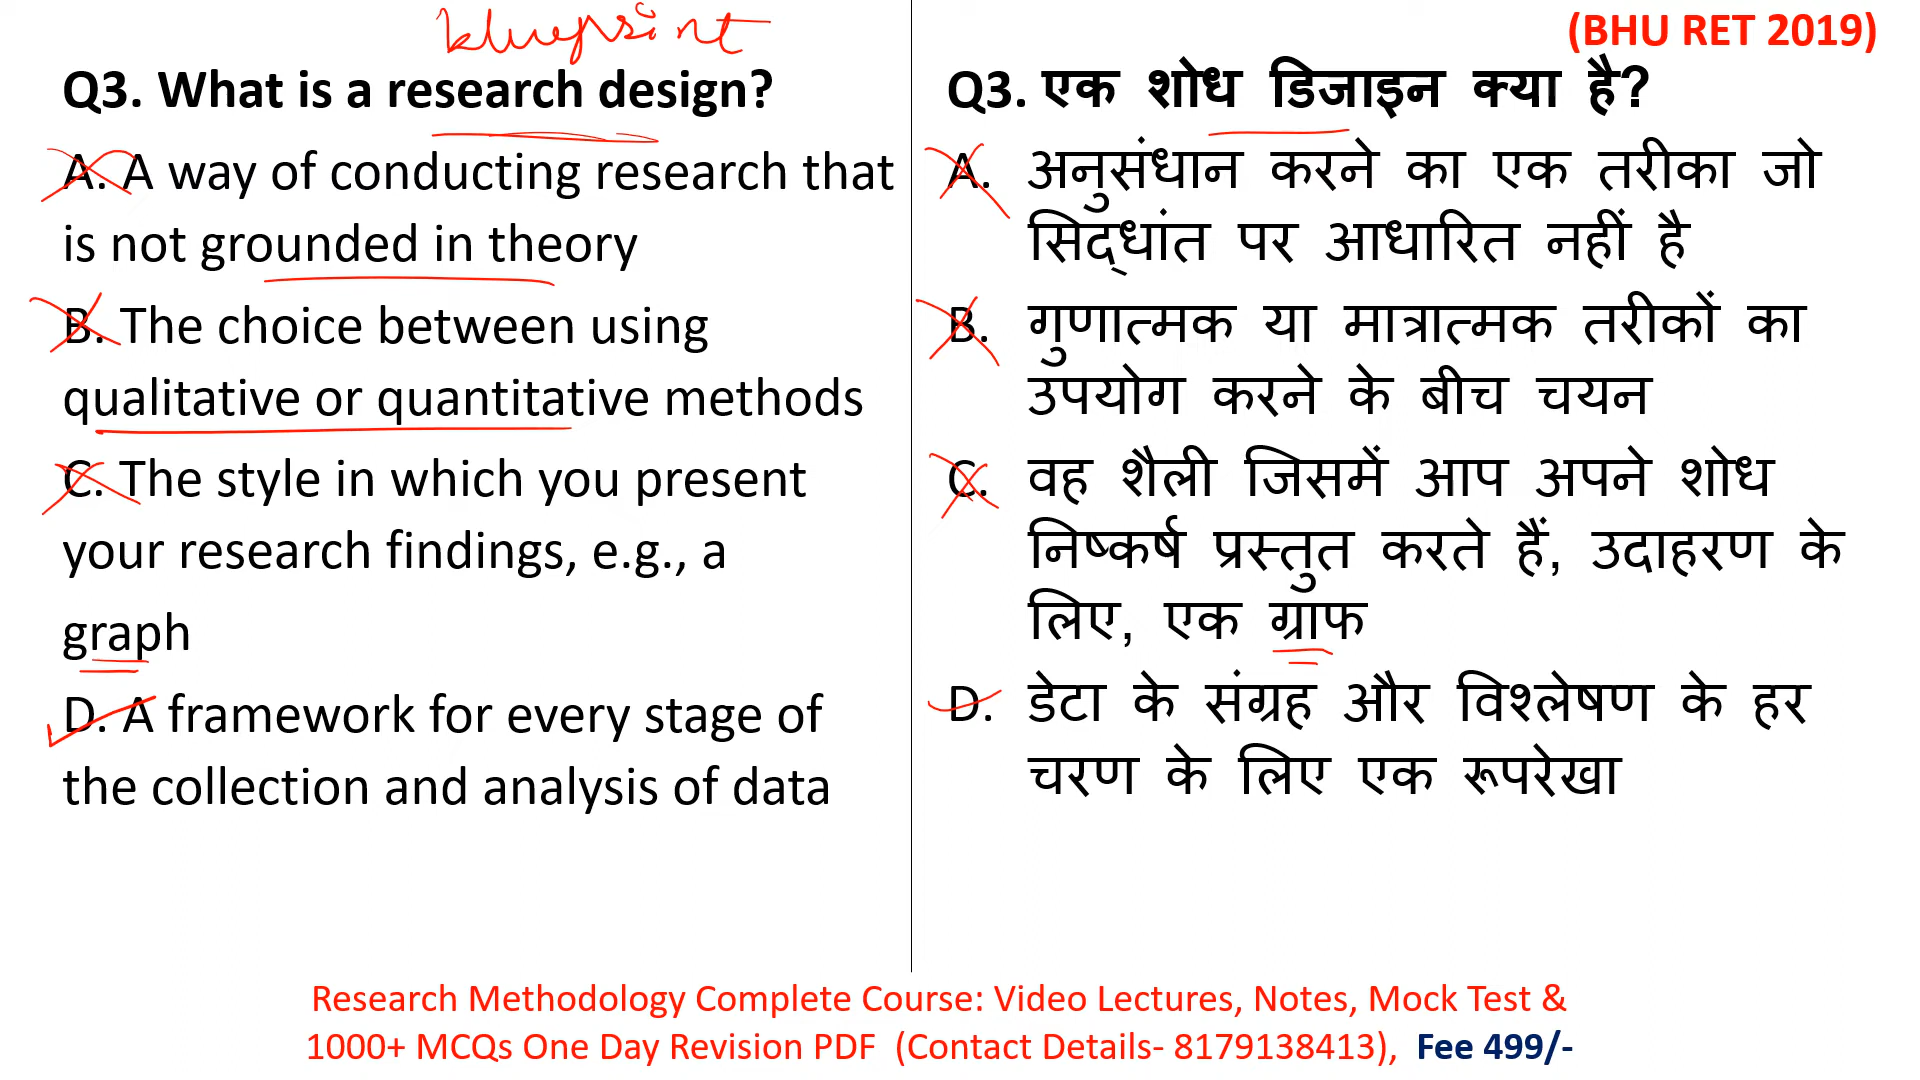 blueprint
(BHU RET 2019)
Q3. What is a research design?
A. A way of conducting research that
is not grounded in theory
B. The choice between using
qualitative or quantitative methods
C. The style in which you present
your research findings, e.g., a
graph
D. A framework for every stage of
the collection and analysis of data
Q3. एक शोध डिजाइन क्या है?
A. अनुसंधान करने का एक तरीका जो
सिद्धांत पर आधारित नहीं है
B. गुणात्मक या मात्रात्मक तरीकों का
उपयोग करने के बीच चयन
C. वह शैली जिसमें आप अपने शोध
निष्कर्ष प्रस्तुत करते हैं, उदाहरण के
लिए, एक ग्राफ
D. डेटा के संग्रह और विश्लेषण के हर
चरण के लिए एक रूपरेखा
Research Methodology Complete Course: Video Lectures, Notes, Mock Test &
1000+ MCQs One Day Revision PDF (Contact Details- 8179138413), Fee 499/-